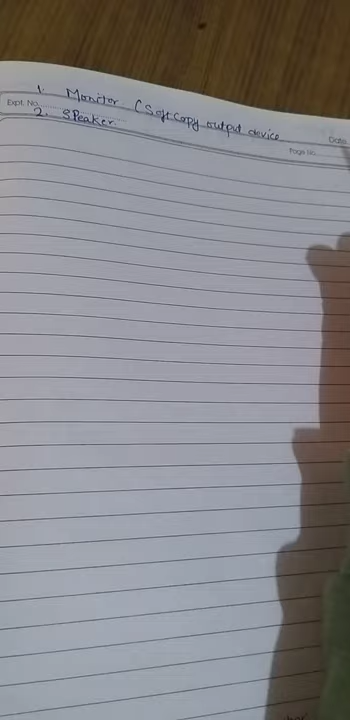 1. Monitor (Soft Copy output device
Expt. No. Date
2. Speaker.
Page No.